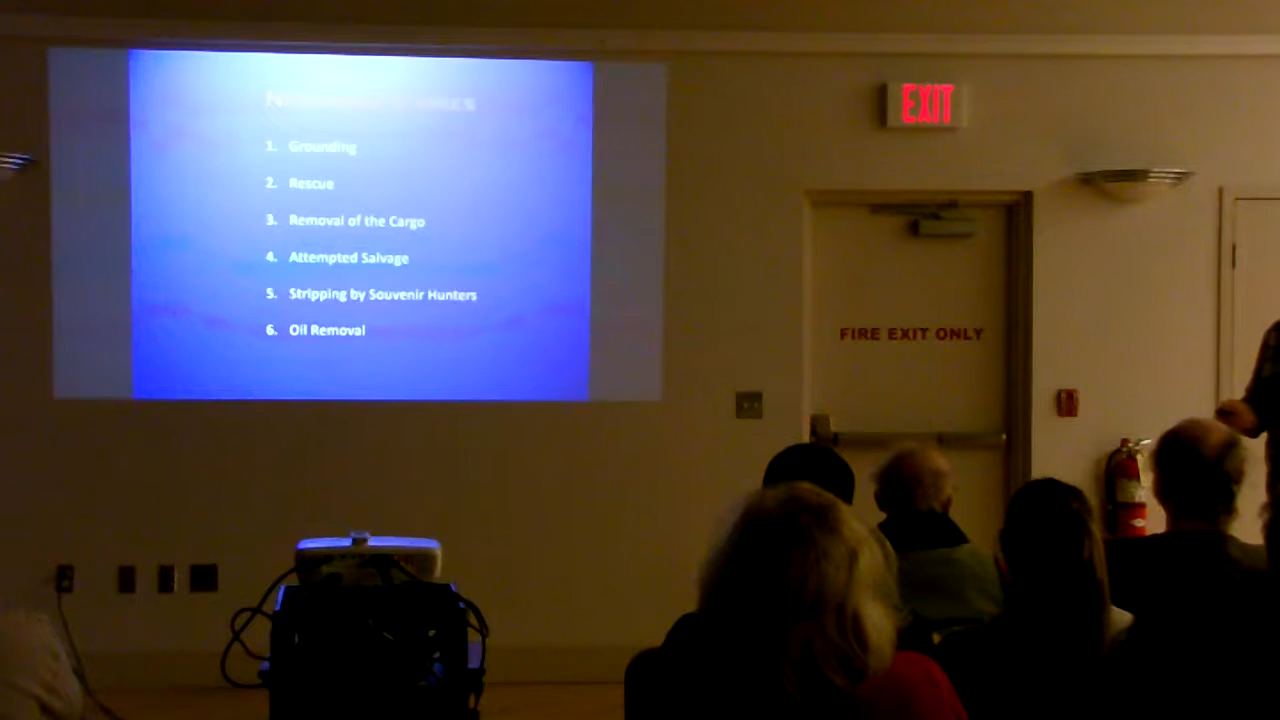 1. Grounding
2. Rescue
3. Removal of the Cargo
4. Attempted Salvage
5. Stripping by Souvenir Hunters
6. Oil Removal
EXIT
FIRE EXIT ONLY